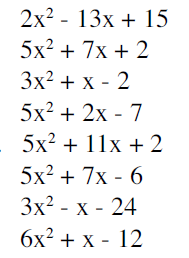 2x² - 13x + 15
5x² + 7x + 2
3x² + x - 2
5x² + 2x - 7
5x² + 11x + 2
5x² + 7x - 6
3x² - x - 24
6x² + x - 12